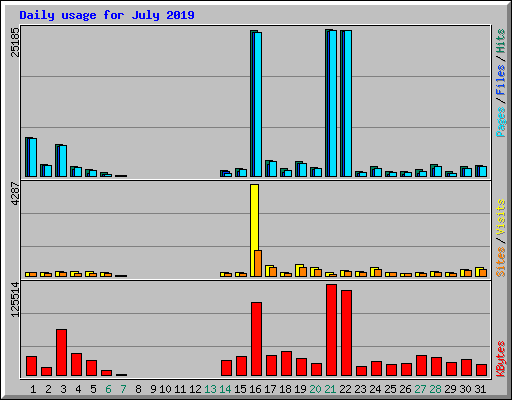 Daily usage for July 2019
25185
Pages / Files / Hits
4287
Sites / Visits
125514
KBytes
1 2 3 4 5 6 7 8 9 10 11 12 13 14 15 16 17 18 19 20 21 22 23 24 25 26 27 28 29 30 31